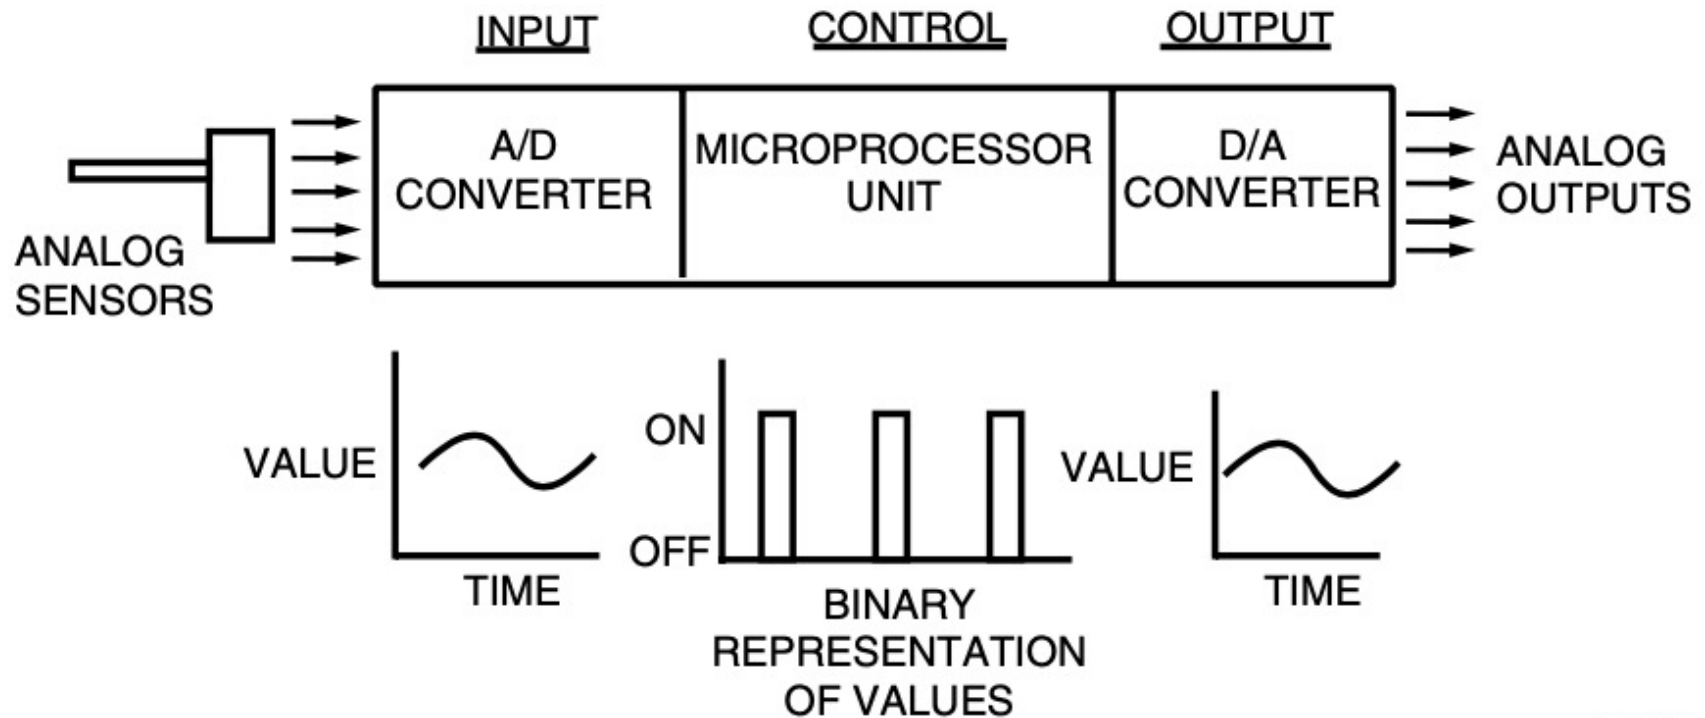 INPUT
CONTROL
OUTPUT
ANALOG
SENSORS
A/D
CONVERTER
MICROPROCESSOR
UNIT
D/A
CONVERTER
ANALOG
OUTPUTS
VALUE
TIME
ON
OFF
BINARY
REPRESENTATION
OF VALUES
VALUE
TIME